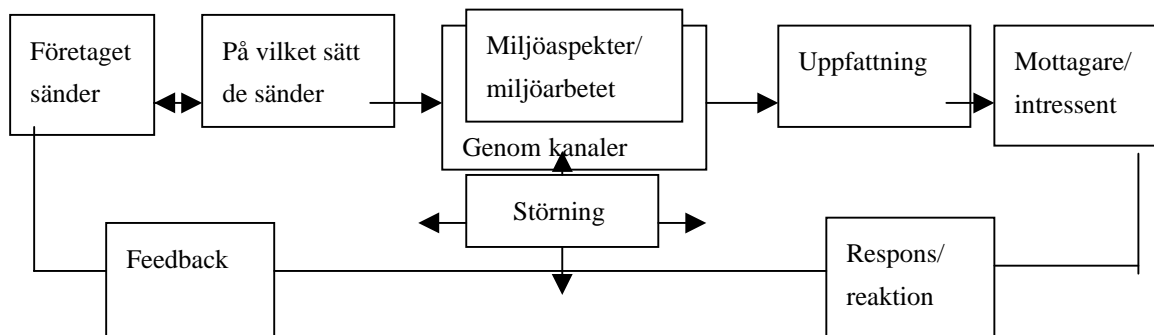 Företaget
sänder
På vilket sätt
de sänder
Miljöaspekter/
miljöarbetet
Genom kanaler
Uppfattning
Mottagare/
intressent
Störning
Feedback
Respons/
reaktion